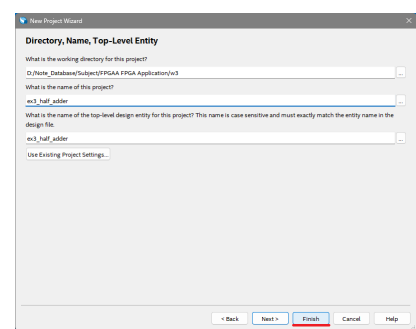 New Project Wizard
Directory, Name, Top-Level Entity
What is the working directory for this project?
D:/Note_Database/Subject/FPGAA FPGA Application/w3
...
What is the name of this project?
ex3_half_adder
...
What is the name of the top-level design entity for this project? This name is case sensitive and must exactly match the entity name in the
design file.
ex3_half_adder
...
Use Existing Project Settings...
< Back Next > Finish Cancel Help